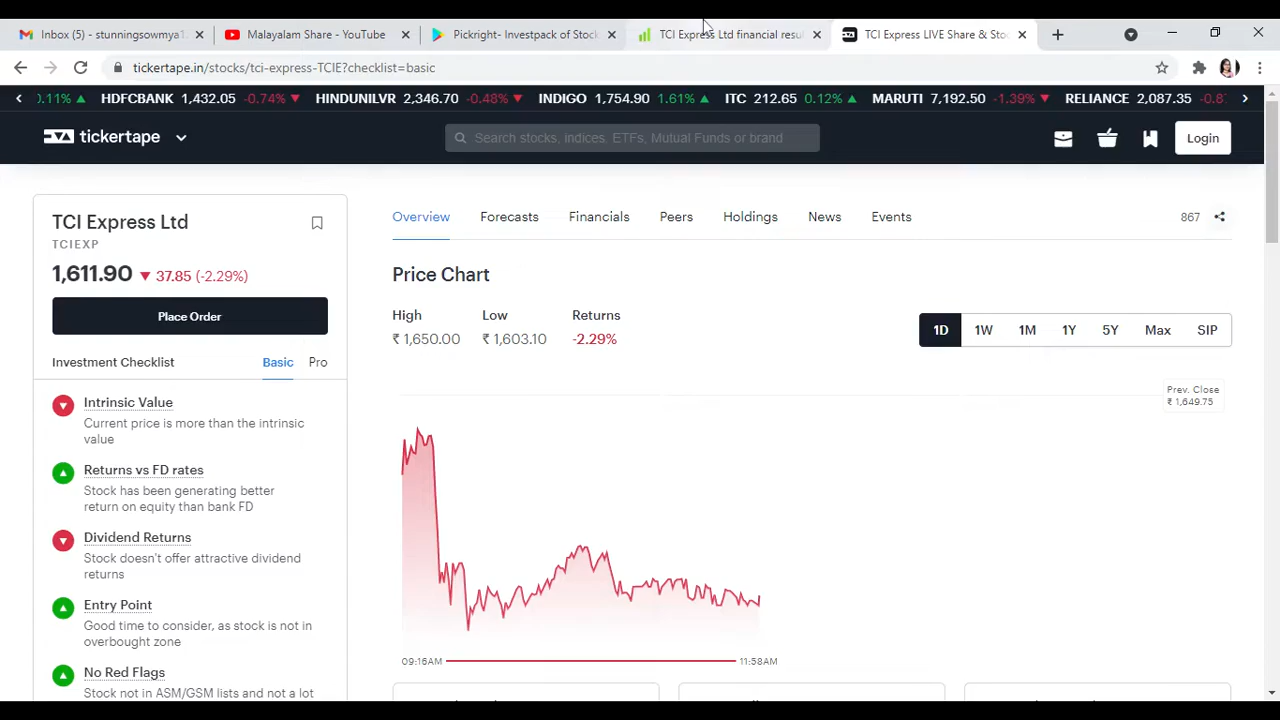 Inbox (5) - stunningsowmya1
Malayalam Share - YouTube
Pickright- Investpack of Stock
TCI Express Ltd financial resul
TCI Express LIVE Share & Stoc
tickertape.in/stocks/tci-express-TCIE?checklist=basic
0.11% HDFCBANK 1,432.05 -0.74% HINDUNILVR 2,346.70 -0.48% INDIGO 1,754.90 1.61% ITC 212.65 0.12% MARUTI 7,192.50 -1.39% RELIANCE 2,087.35 -0.8
tickertape
Search stocks, indices, ETFs, Mutual Funds or brand
Login
TCI Express Ltd
TCIEXP
1,611.90 37.85 (-2.29%)
Place Order
Investment Checklist Basic Pro
Intrinsic Value
Current price is more than the intrinsic
value
Returns vs FD rates
Stock has been generating better
return on equity than bank FD
Dividend Returns
Stock doesn't offer attractive dividend
returns
Entry Point
Good time to consider, as stock is not in
overbought zone
No Red Flags
Stock not in ASM/GSM lists and not a lot
Overview Forecasts Financials Peers Holdings News Events 867
Price Chart
High Low Returns
₹ 1,650.00 ₹ 1,603.10 -2.29%
1D 1W 1M 1Y 5Y Max SIP
Prev. Close
₹ 1,649.75
09:16AM 11:58AM